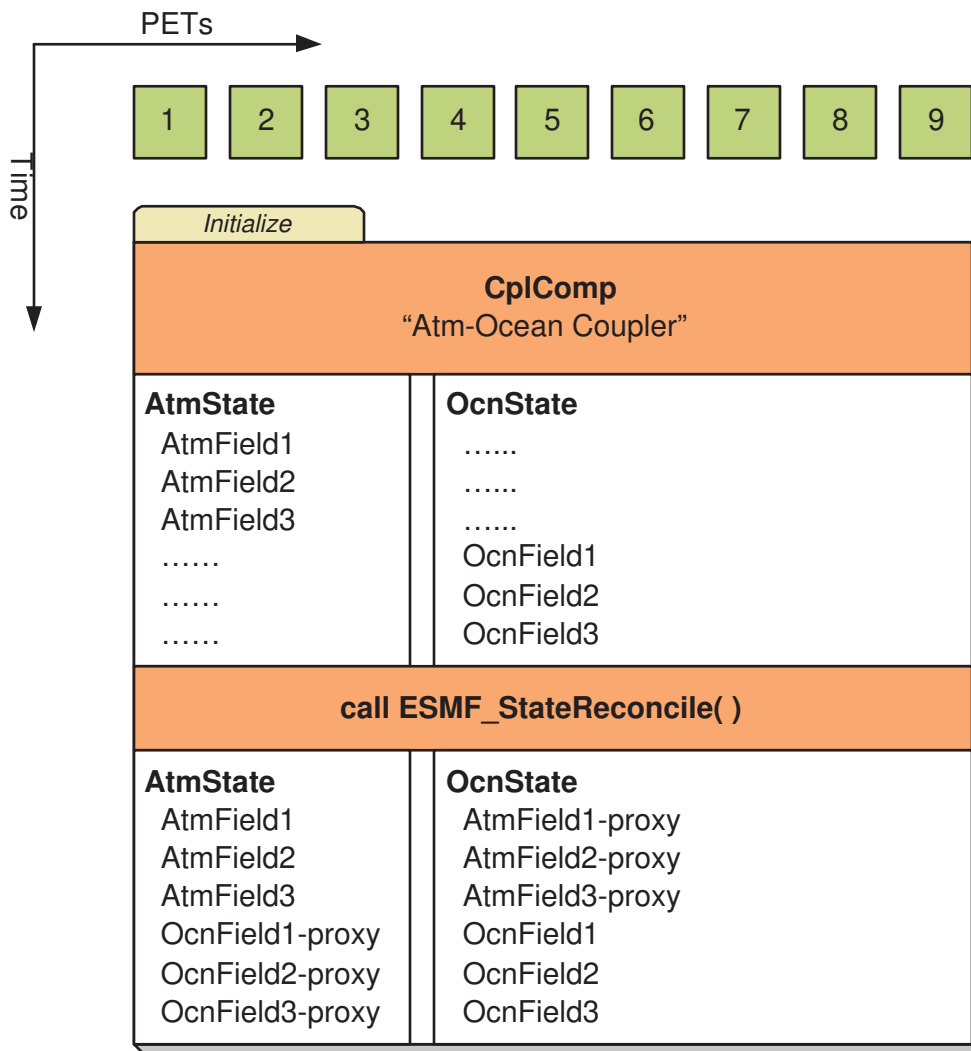 PETs
1 2 3 4 5 6 7 8 9
Time
Initialize
CplComp
“Atm-Ocean Coupler”
AtmState
AtmField1
AtmField2
AtmField3
……
……
……
OcnState
…...
…...
…...
OcnField1
OcnField2
OcnField3
call ESMF_StateReconcile( )
AtmState
AtmField1
AtmField2
AtmField3
OcnField1-proxy
OcnField2-proxy
OcnField3-proxy
OcnState
AtmField1-proxy
AtmField2-proxy
AtmField3-proxy
OcnField1
OcnField2
OcnField3